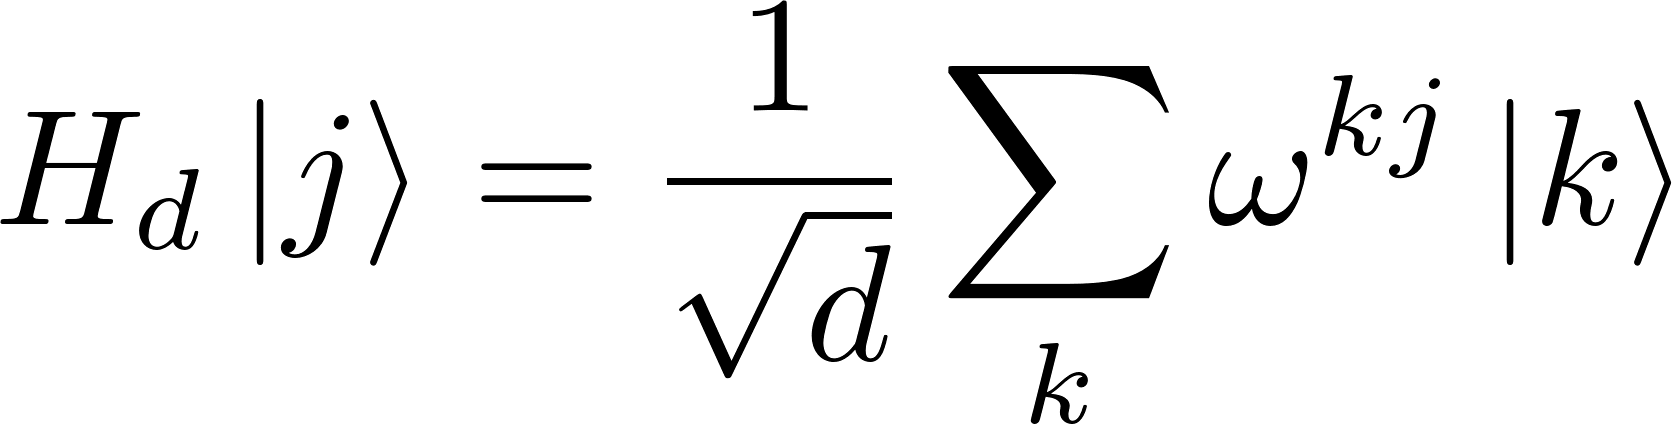 H_d |j⟩ = \frac{1}{\sqrt{d}} \sum_k ω^{kj} |k⟩